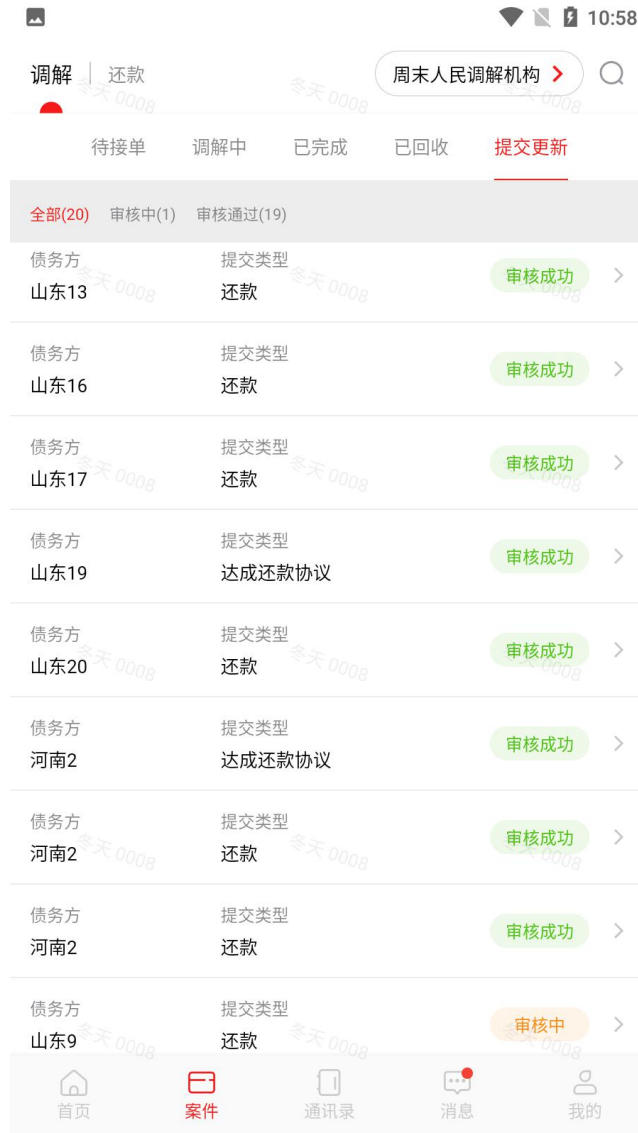 10:58
调解 还款 周末人民调解机构
待接单 调解中 已完成 已回收 提交更新
全部(20) 审核中(1) 审核通过(19)
债务方 提交类型
山东13 还款 审核成功
债务方 提交类型
山东16 还款 审核成功
债务方 提交类型
山东17 还款 审核成功
债务方 提交类型
山东19 达成还款协议 审核成功
债务方 提交类型
山东20 还款 审核成功
债务方 提交类型
河南2 达成还款协议 审核成功
债务方 提交类型
河南2 还款 审核成功
债务方 提交类型
河南2 还款 审核成功
债务方 提交类型
山东9 还款 审核中
首页 案件 通讯录 消息 我的
冬天 0008